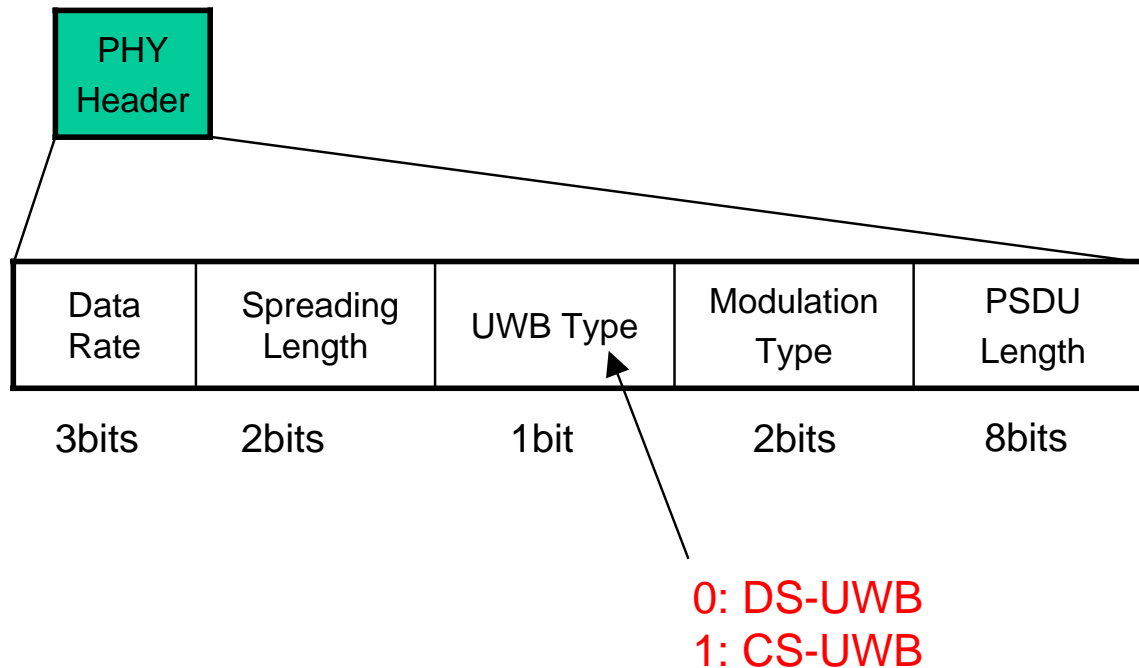 PHY
Header
Data
Rate
Spreading
Length
UWB Type
Modulation
Type
PSDU
Length
3bits
2bits
1bit
2bits
8bits
0: DS-UWB
1: CS-UWB